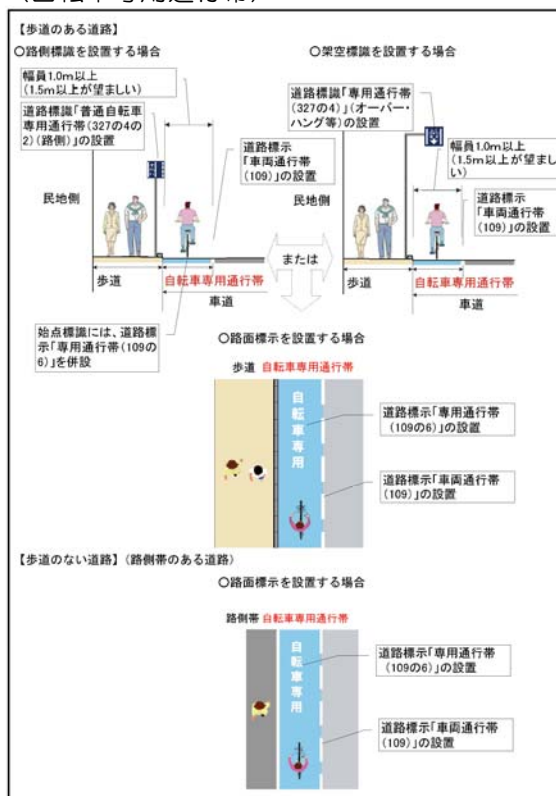 【歩道のある道路】
○路側標識を設置する場合
幅員1.0m以上
(1.5m以上が望ましい)
道路標識「普通自転車
専用通行帯(327の4の
2)(路側)」の設置
道路標示
「車両通行帯
(109)」の設置
民地側
歩道
自転車専用通行帯
車道
始点標識には、道路標
示「専用通行帯(109の
6)」を併設
○架空標識を設置する場合
道路標識「専用通行帯
(327の4)」(オーバー・
ハング等)の設置
幅員1.0m以上
(1.5m以上が望まし
い)
道路標示
「車両通行帯
(109)」の設置
民地側
歩道
自転車専用通行帯
車道
または
○路面標示を設置する場合
歩道 自転車専用通行帯
自転車専用
道路標示「専用通行帯
(109の6)」の設置
道路標示「車両通行帯
(109)」の設置
【歩道のない道路】(路側帯のある道路)
○路面標示を設置する場合
路側帯 自転車専用通行帯
自転車専用
道路標示「専用通行帯
(109の6)」の設置
道路標示「車両通行帯
(109)」の設置